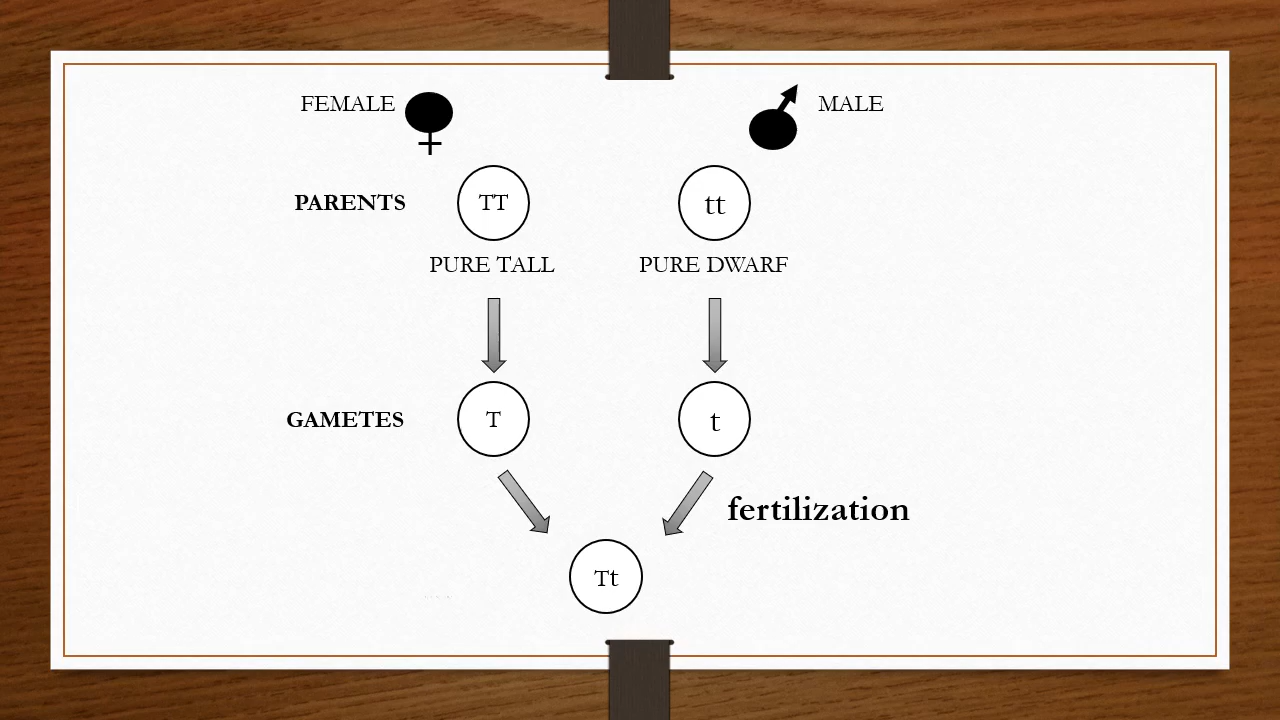 FEMALE
MALE
PARENTS
TT
tt
PURE TALL
PURE DWARF
GAMETES
T
t
fertilization
Tt